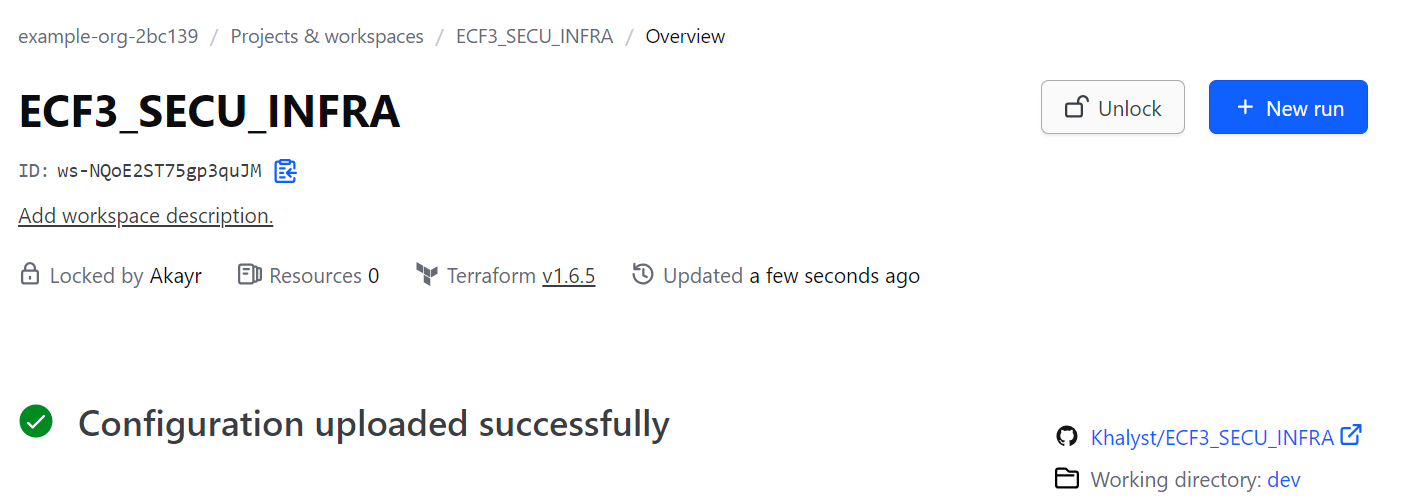 example-org-2bc139 / Projects & workspaces / ECF3_SECU_INFRA / Overview
ECF3_SECU_INFRA
Unlock
+ New run
ID: ws-NQoE2ST75gp3quJM
Add workspace description.
Locked by Akayr Resources 0 Terraform v1.6.5 Updated a few seconds ago
Configuration uploaded successfully
Khalyst/ECF3_SECU_INFRA
Working directory: dev